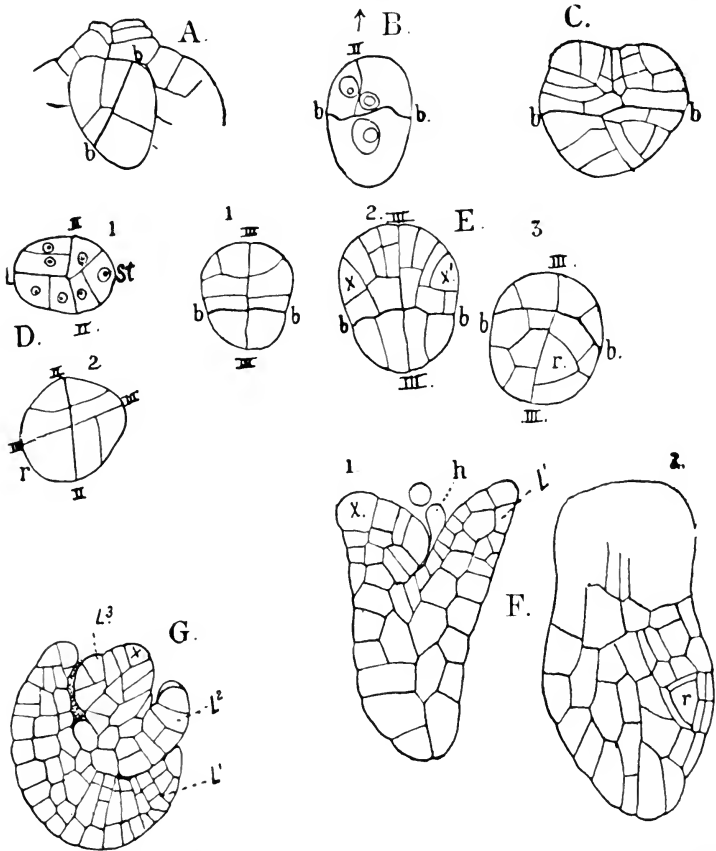 A.
b
b
↑
B.
II
b
b.
C.
b
b
II
1
L
St
D.
II.
1
III
b
b
III
2.
III
E.
x
x'
b
b
III.
3
III.
b
b.
r.
III.
2
II
III
III
r
II
1.
h
L'
X.
F.
2.
r
G.
L3
x
L2
L'